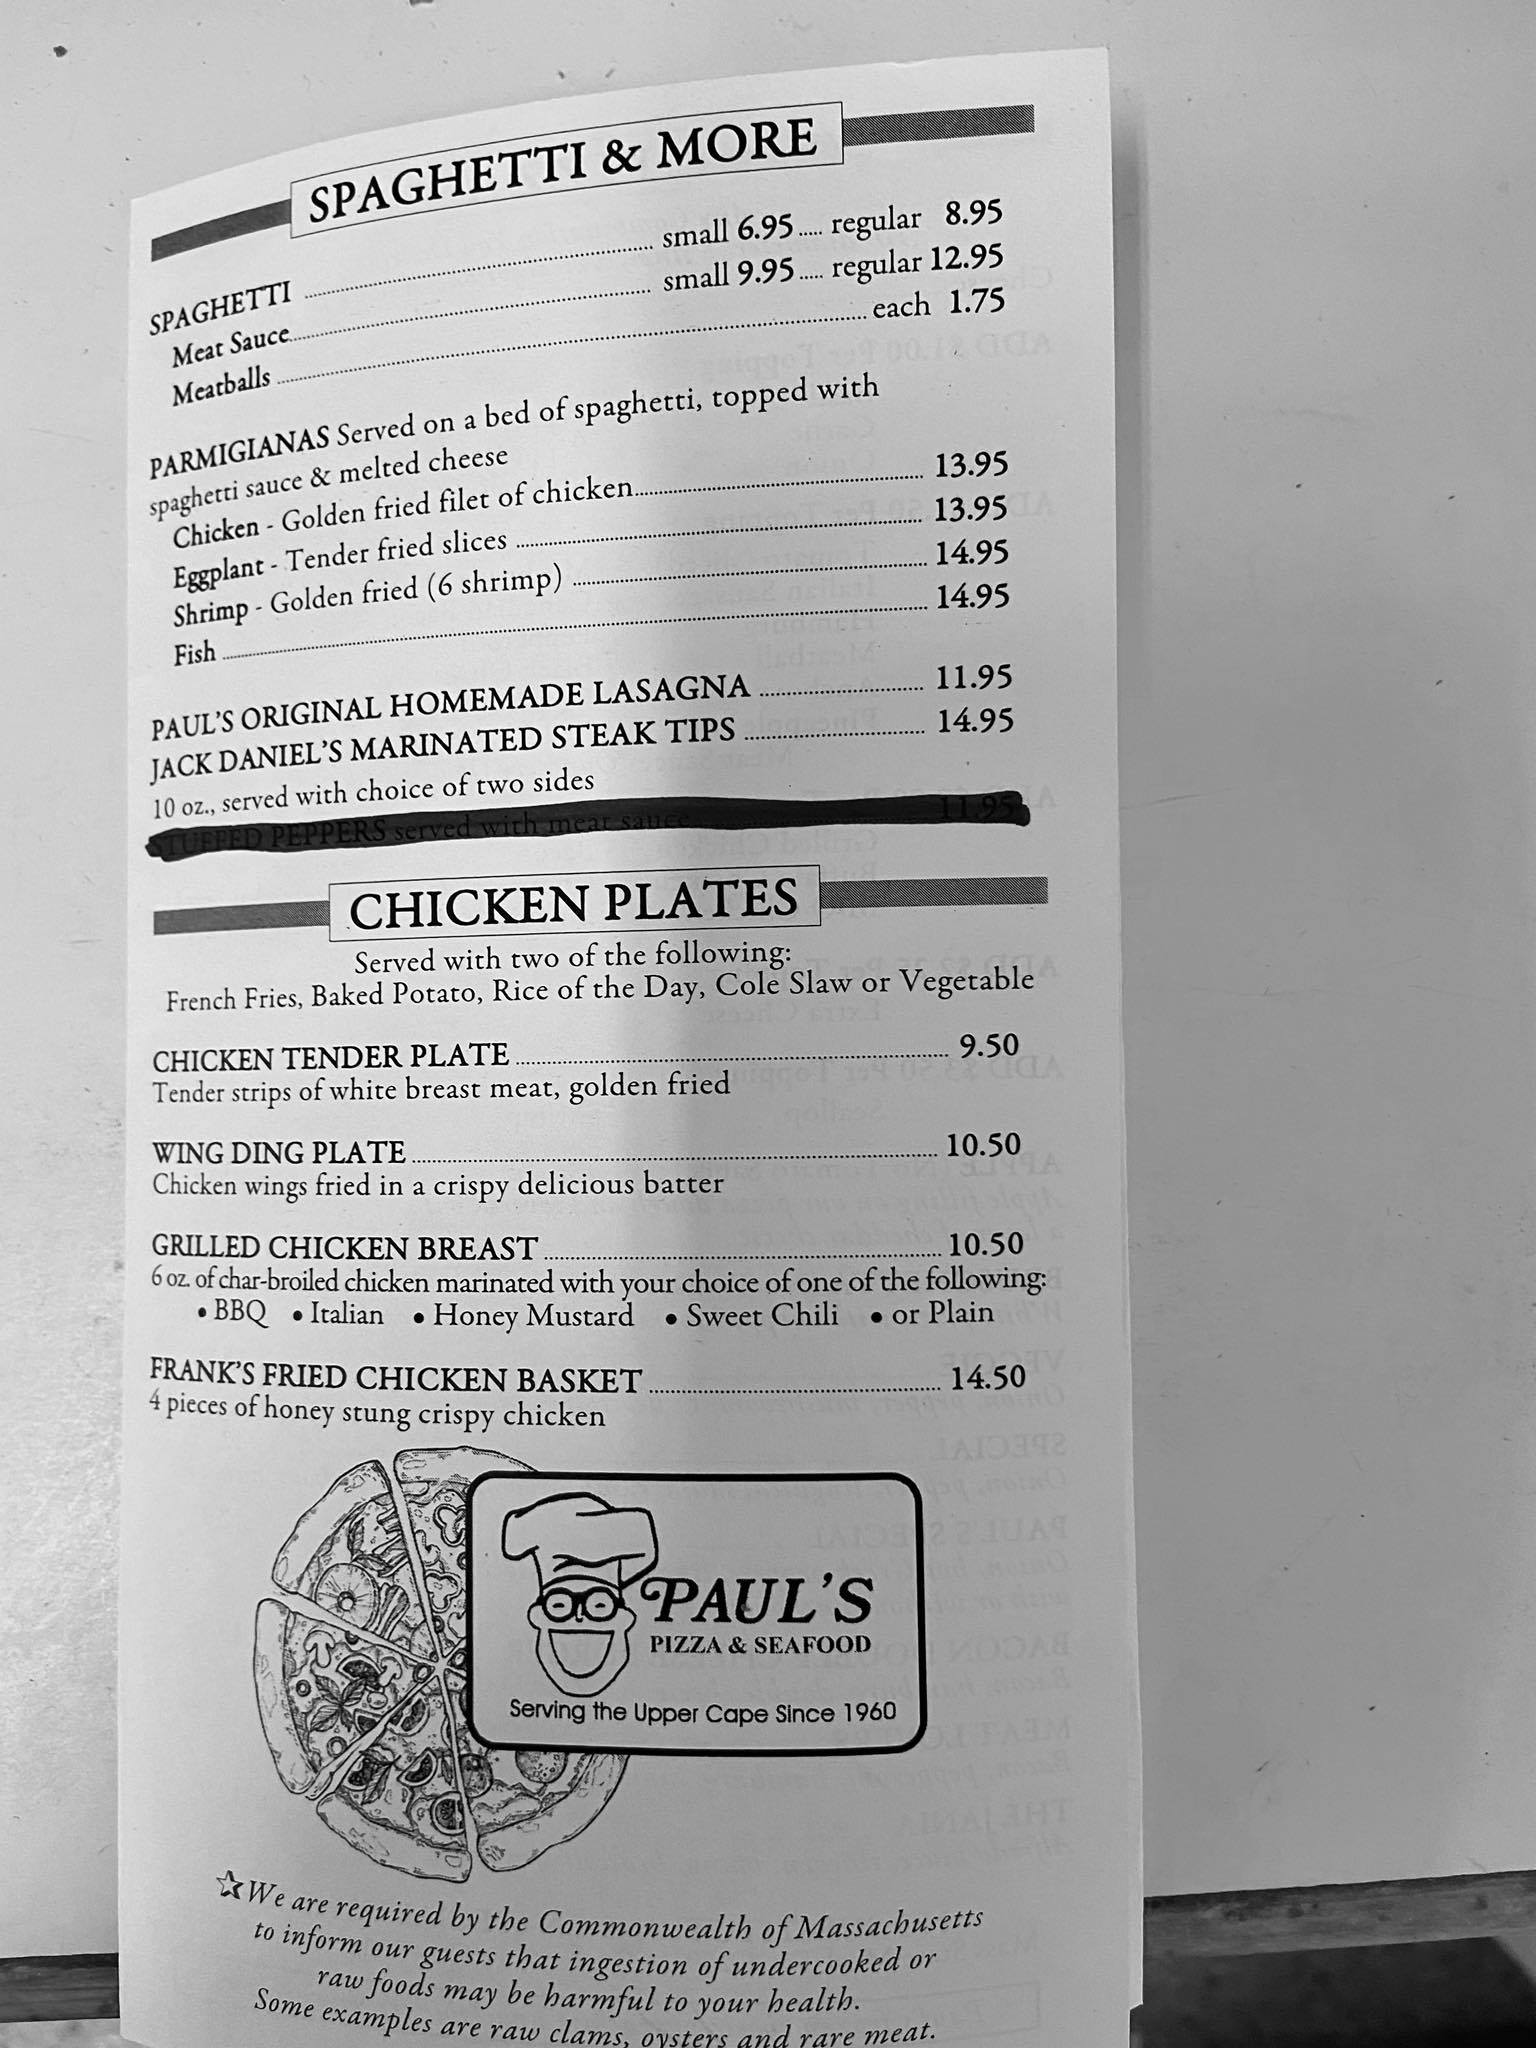 SPAGHETTI & MORE
SPAGHETTI ........ small 6.95 ..... regular 8.95
Meat Sauce ........ small 9.95 ..... regular 12.95
Meatballs ........ each 1.75
PARMIGIANAS Served on a bed of spaghetti, topped with
spaghetti sauce & melted cheese
Chicken - Golden fried filet of chicken ........ 13.95
Eggplant - Tender fried slices ........ 13.95
Shrimp - Golden fried (6 shrimp) ........ 14.95
Fish ........ 14.95
PAUL'S ORIGINAL HOMEMADE LASAGNA ........ 11.95
JACK DANIEL'S MARINATED STEAK TIPS ........ 14.95
10 oz., served with choice of two sides
STUFFED PEPPERS served with meat sauce ........ 11.95
CHICKEN PLATES
Served with two of the following:
French Fries, Baked Potato, Rice of the Day, Cole Slaw or Vegetable
CHICKEN TENDER PLATE ........ 9.50
Tender strips of white breast meat, golden fried
WING DING PLATE ........ 10.50
Chicken wings fried in a crispy delicious batter
GRILLED CHICKEN BREAST ........ 10.50
6 oz. of char-broiled chicken marinated with your choice of one of the following:
• BBQ • Italian • Honey Mustard • Sweet Chili • or Plain
FRANK'S FRIED CHICKEN BASKET ........ 14.50
4 pieces of honey stung crispy chicken
PAUL'S
PIZZA & SEAFOOD
Serving the Upper Cape Since 1960
☆We are required by the Commonwealth of Massachusetts
to inform our guests that ingestion of undercooked or
raw foods may be harmful to your health.
Some examples are raw clams, oysters and rare meat.